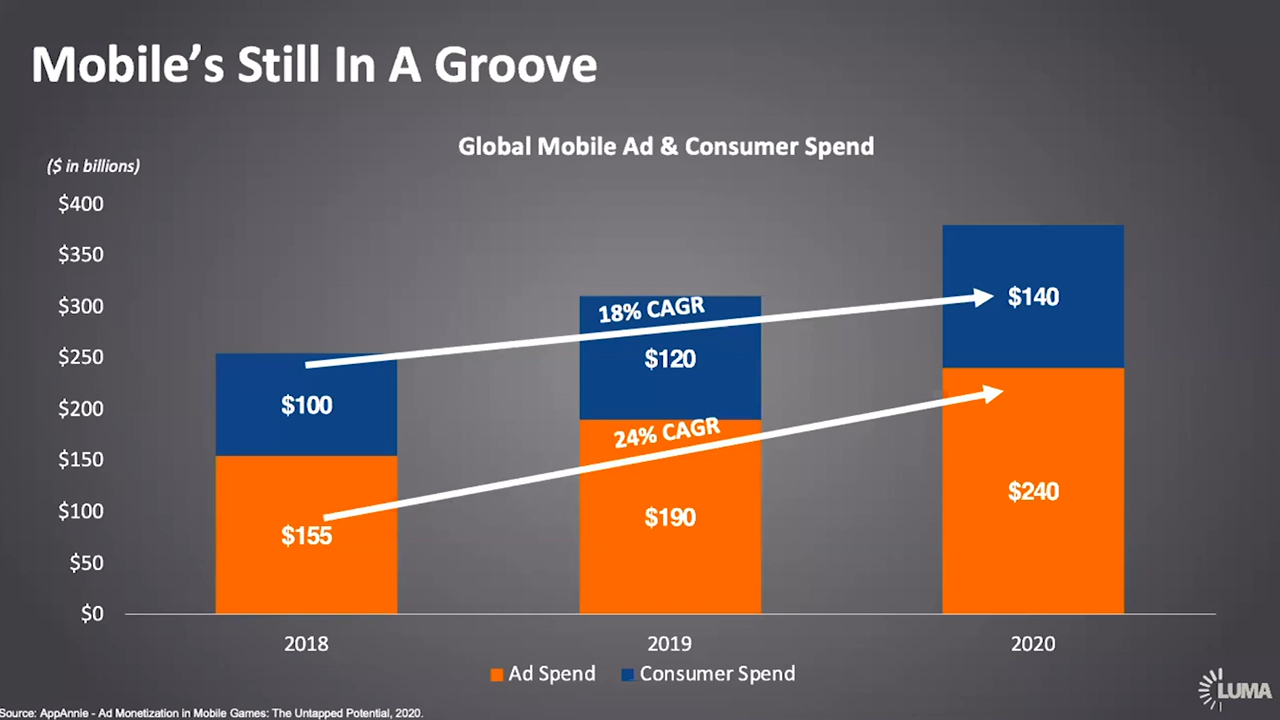 Mobile's Still In A Groove
Global Mobile Ad & Consumer Spend
($ in billions)
$400
$350
$300
$250
$200
$150
$100
$50
$0
18% CAGR
24% CAGR
$100
$155
$120
$190
$140
$240
2018
2019
2020
Ad Spend
Consumer Spend
LUMA
Source: AppAnnie - Ad Monetization in Mobile Games: The Untapped Potential, 2020.